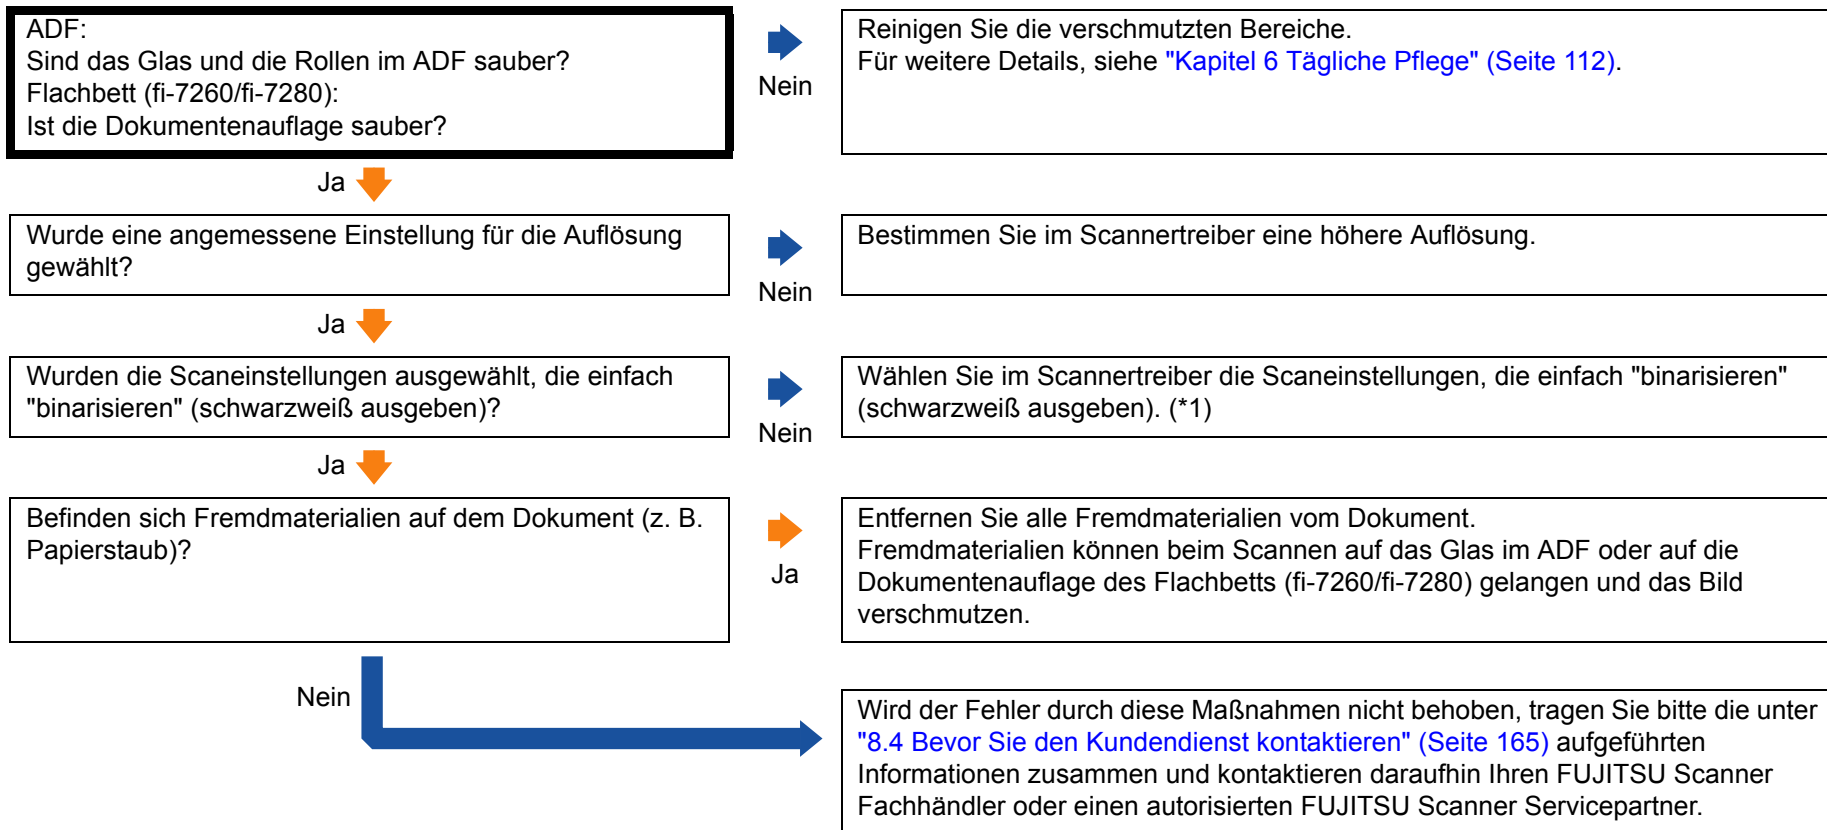 ADF:
Sind das Glas und die Rollen im ADF sauber?
Flachbett (fi-7260/fi-7280):
Ist die Dokumentenauflage sauber?
Nein
Reinigen Sie die verschmutzten Bereiche.
Für weitere Details, siehe "Kapitel 6 Tägliche Pflege" (Seite 112).
Ja
Wurde eine angemessene Einstellung für die Auflösung
gewählt?
Nein
Bestimmen Sie im Scannertreiber eine höhere Auflösung.
Ja
Wurden die Scaneinstellungen ausgewählt, die einfach
"binarisieren" (schwarzweiß ausgeben)?
Nein
Wählen Sie im Scannertreiber die Scaneinstellungen, die einfach "binarisieren"
(schwarzweiß ausgeben). (*1)
Ja
Befinden sich Fremdmaterialien auf dem Dokument (z. B.
Papierstaub)?
Ja
Entfernen Sie alle Fremdmaterialien vom Dokument.
Fremdmaterialien können beim Scannen auf das Glas im ADF oder auf die
Dokumentenauflage des Flachbetts (fi-7260/fi-7280) gelangen und das Bild
verschmutzen.
Nein
Wird der Fehler durch diese Maßnahmen nicht behoben, tragen Sie bitte die unter
"8.4 Bevor Sie den Kundendienst kontaktieren" (Seite 165) aufgeführten
Informationen zusammen und kontaktieren daraufhin Ihren FUJITSU Scanner
Fachhändler oder einen autorisierten FUJITSU Scanner Servicepartner.